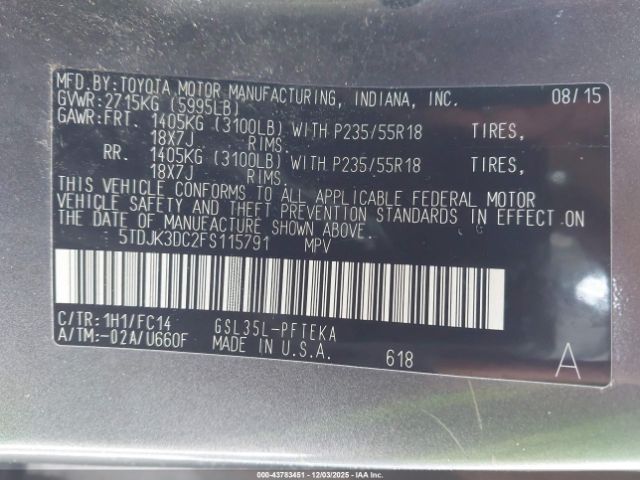 MFD.BY:TOYOTA MOTOR MANUFACTURING, INDIANA, INC. 08/15
GVWR:2715KG (5995LB)
GAWR:FRT. 1405KG (3100LB) WITH P235/55R18 TIRES,
18X7J RIMS.
RR. 1405KG (3100LB) WITH P235/55R18 TIRES,
18X7J RIMS.
THIS VEHICLE CONFORMS TO ALL APPLICABLE FEDERAL MOTOR
VEHICLE SAFETY AND THEFT PREVENTION STANDARDS IN EFFECT ON
THE DATE OF MANUFACTURE SHOWN ABOVE.
5TDJK3DC2FS115791 MPV
C/TR:1H1/FC14 GSL35L-PFTEKA
A/TM:-02A/U660F MADE IN U.S.A. 618 A
000-43783451 - 12/03/2025 - IAAI.COM